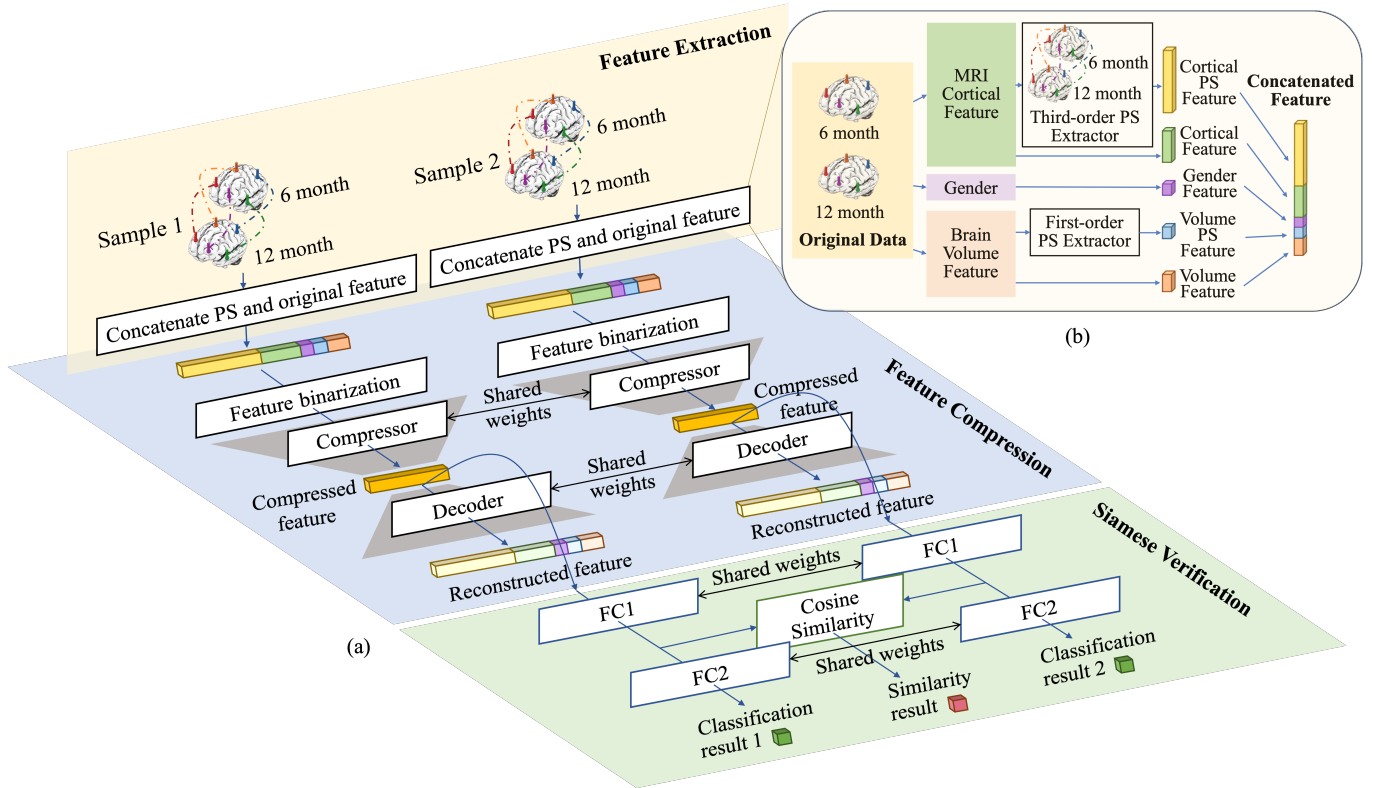 Feature Extraction
Sample 1
6 month
12 month
Sample 2
6 month
12 month
Concatenate PS and original feature
Concatenate PS and original feature
Feature binarization
Feature binarization
Compressor
Compressor
Shared
weights
Compressed
feature
Compressed
feature
Decoder
Decoder
Shared
weights
Reconstructed feature
Reconstructed feature
Feature Compression
Siamese Verification
FC1
FC1
Shared weights
Cosine
Similarity
FC2
FC2
Shared weights
Classification
result 1
Similarity
result
Classification
result 2
(a)
6 month
12 month
Original Data
MRI
Cortical
Feature
6 month
12 month
Third-order PS
Extractor
Cortical
PS
Feature
Cortical
Feature
Gender
Gender
Feature
Brain
Volume
Feature
First-order
PS Extractor
Volume
PS
Feature
Volume
Feature
Concatenated
Feature
(b)